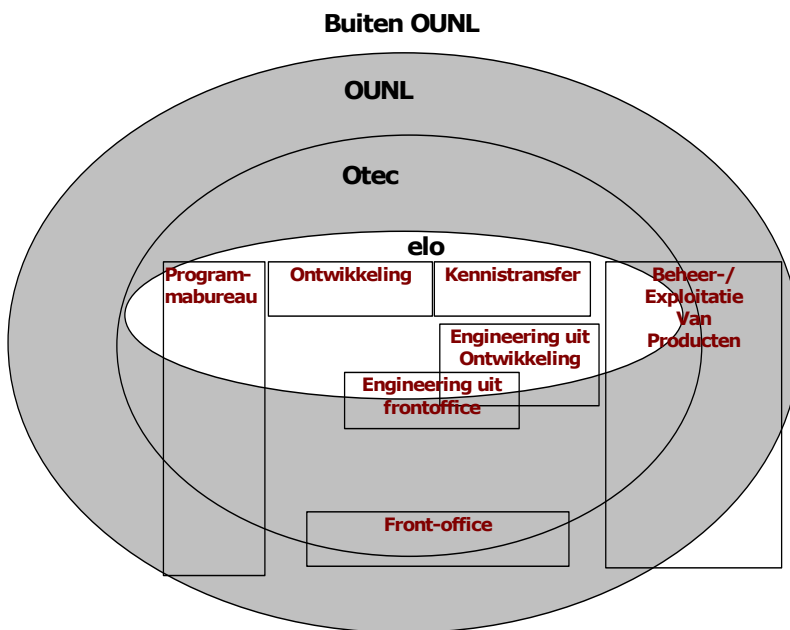 Buiten OUNL
OUNL
Otec
elo
Program-
mabureau
Ontwikkeling
Kennistransfer
Beheer-/
Exploitatie
Van
Producten
Engineering uit
Ontwikkeling
Engineering uit
frontoffice
Front-office